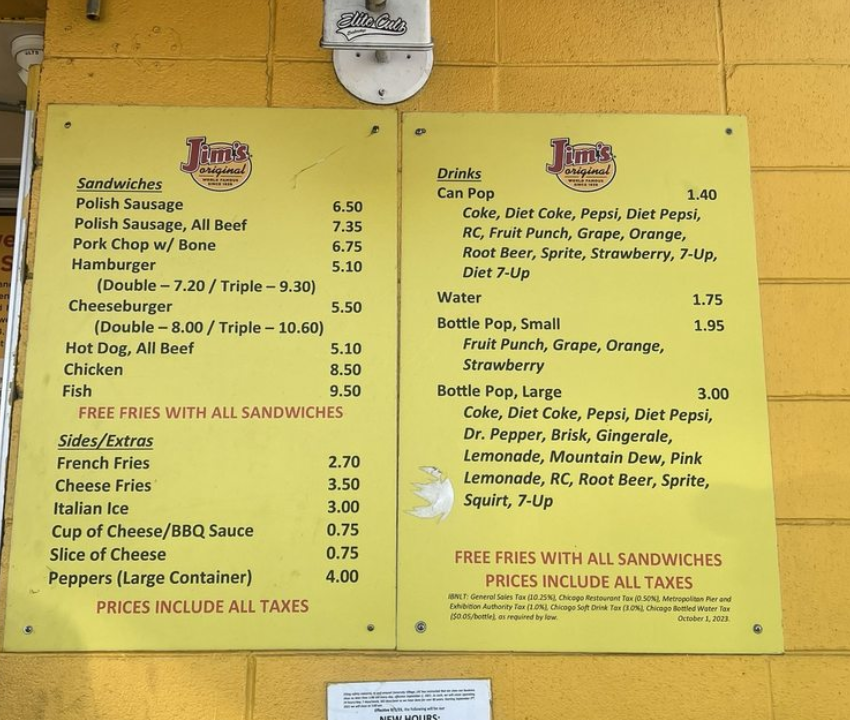 Elite Cuts
Jim's
original
WORLD FAMOUS
SINCE 1939
Sandwiches
Polish Sausage 6.50
Polish Sausage, All Beef 7.35
Pork Chop w/ Bone 6.75
Hamburger 5.10
(Double – 7.20 / Triple – 9.30)
Cheeseburger 5.50
(Double – 8.00 / Triple – 10.60)
Hot Dog, All Beef 5.10
Chicken 8.50
Fish 9.50
FREE FRIES WITH ALL SANDWICHES
Sides/Extras
French Fries 2.70
Cheese Fries 3.50
Italian Ice 3.00
Cup of Cheese/BBQ Sauce 0.75
Slice of Cheese 0.75
Peppers (Large Container) 4.00
PRICES INCLUDE ALL TAXES
Jim's
original
WORLD FAMOUS
SINCE 1939
Drinks
Can Pop 1.40
Coke, Diet Coke, Pepsi, Diet Pepsi,
RC, Fruit Punch, Grape, Orange,
Root Beer, Sprite, Strawberry, 7-Up,
Diet 7-Up
Water 1.75
Bottle Pop, Small 1.95
Fruit Punch, Grape, Orange,
Strawberry
Bottle Pop, Large 3.00
Coke, Diet Coke, Pepsi, Diet Pepsi,
Dr. Pepper, Brisk, Gingerale,
Lemonade, Mountain Dew, Pink
Lemonade, RC, Root Beer, Sprite,
Squirt, 7-Up
FREE FRIES WITH ALL SANDWICHES
PRICES INCLUDE ALL TAXES
IBNLT: General Sales Tax (10.25%), Chicago Restaurant Tax (0.50%), Metropolitan Pier and
Exhibition Authority Tax (1.0%), Chicago Soft Drink Tax (3.0%), Chicago Bottled Water Tax
($0.05/bottle), as required by law. October 1, 2023.
NEW HOURS: